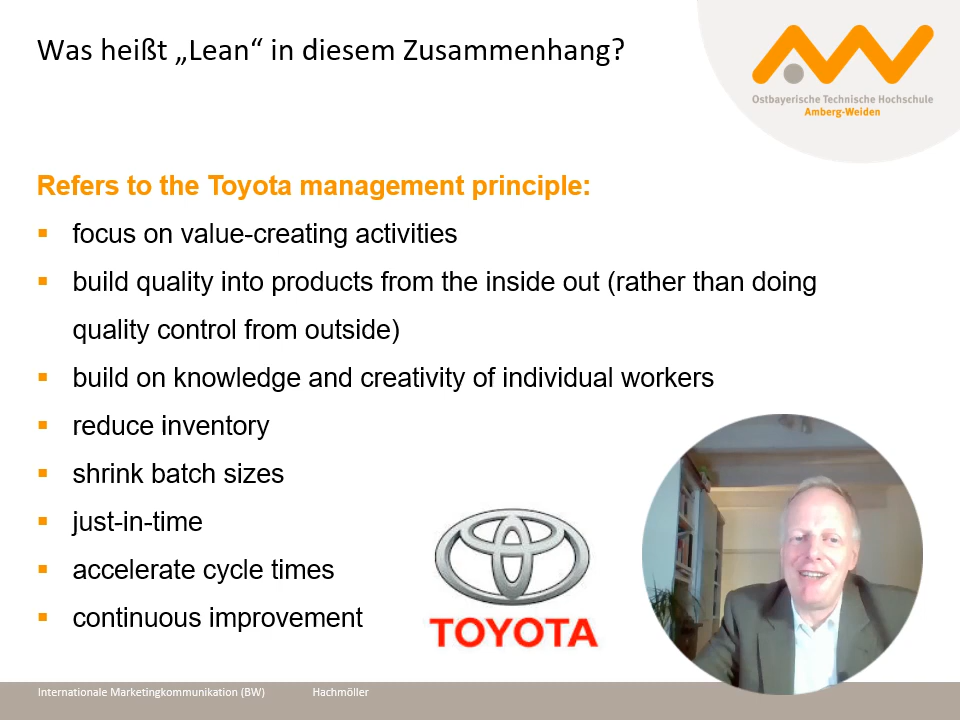 Was heißt „Lean“ in diesem Zusammenhang?
Ostbayerische Technische Hochschule
Amberg-Weiden
Refers to the Toyota management principle:
focus on value-creating activities
build quality into products from the inside out (rather than doing
quality control from outside)
build on knowledge and creativity of individual workers
reduce inventory
shrink batch sizes
just-in-time
accelerate cycle times
continuous improvement
TOYOTA
Internationale Marketingkommunikation (BW) Hachmöller